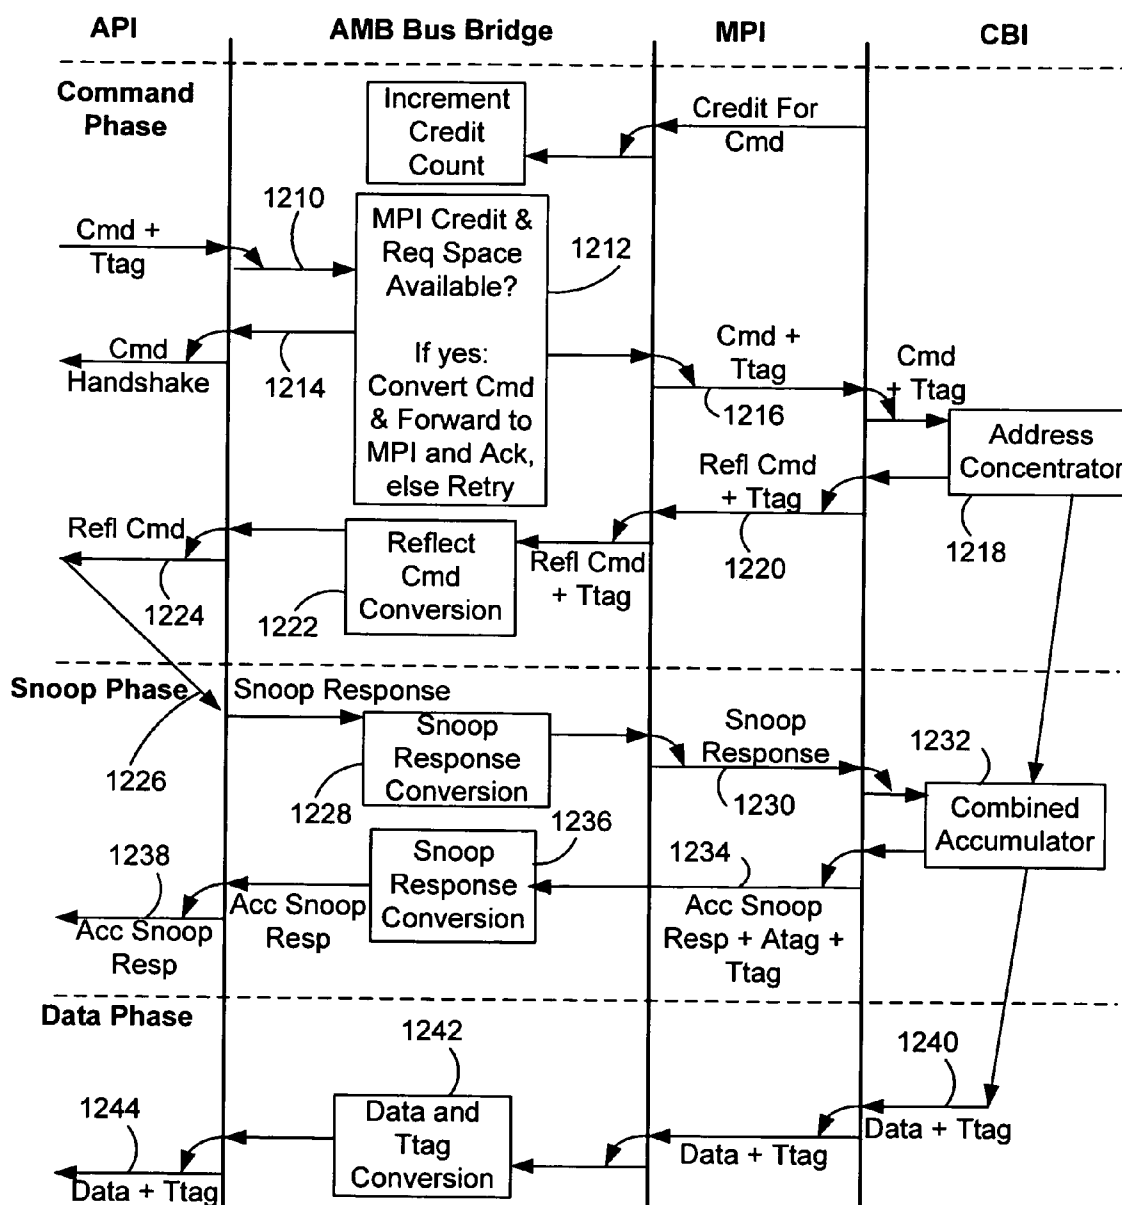 API
AMB Bus Bridge
MPI
CBI
Command
Phase
Increment
Credit
Count
Credit For
Cmd
1210
Cmd +
Ttag
MPI Credit &
Req Space
Available?
If yes:
Convert Cmd
& Forward to
MPI and Ack,
else Retry
1212
Cmd
Handshake
1214
Cmd +
Ttag
1216
Cmd
+ Ttag
Address
Concentrator
1218
Refl Cmd
+ Ttag
1220
Refl Cmd
+ Ttag
Reflect
Cmd
Conversion
1222
Refl Cmd
1224
Snoop Phase
1226
Snoop Response
Snoop
Response
Conversion
1228
Snoop
Response
1230
1232
Combined
Accumulator
1234
Acc Snoop
Resp + Atag +
Ttag
1236
Snoop
Response
Conversion
Acc Snoop
Resp
1238
Acc Snoop
Resp
Data Phase
1240
Data + Ttag
Data + Ttag
1242
Data and
Ttag
Conversion
1244
Data + Ttag